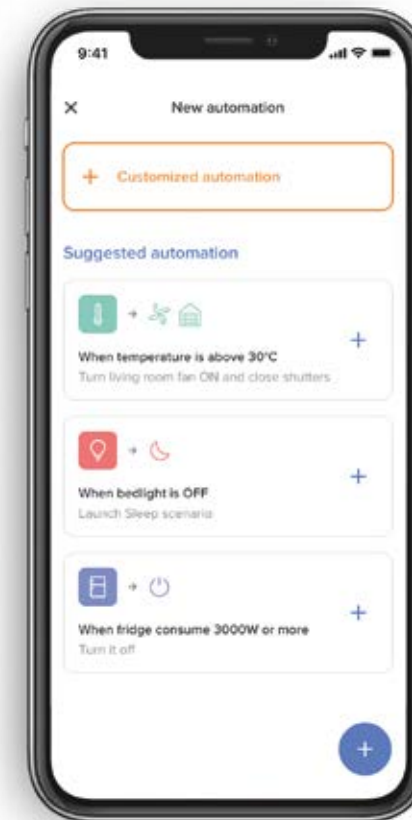 9:41
New automation
+ Customized automation
Suggested automation
When temperature is above 30°C
Turn living room fan ON and close shutters
When bedlight is OFF
Launch Sleep scenario
When fridge consume 3000W or more
Turn it off